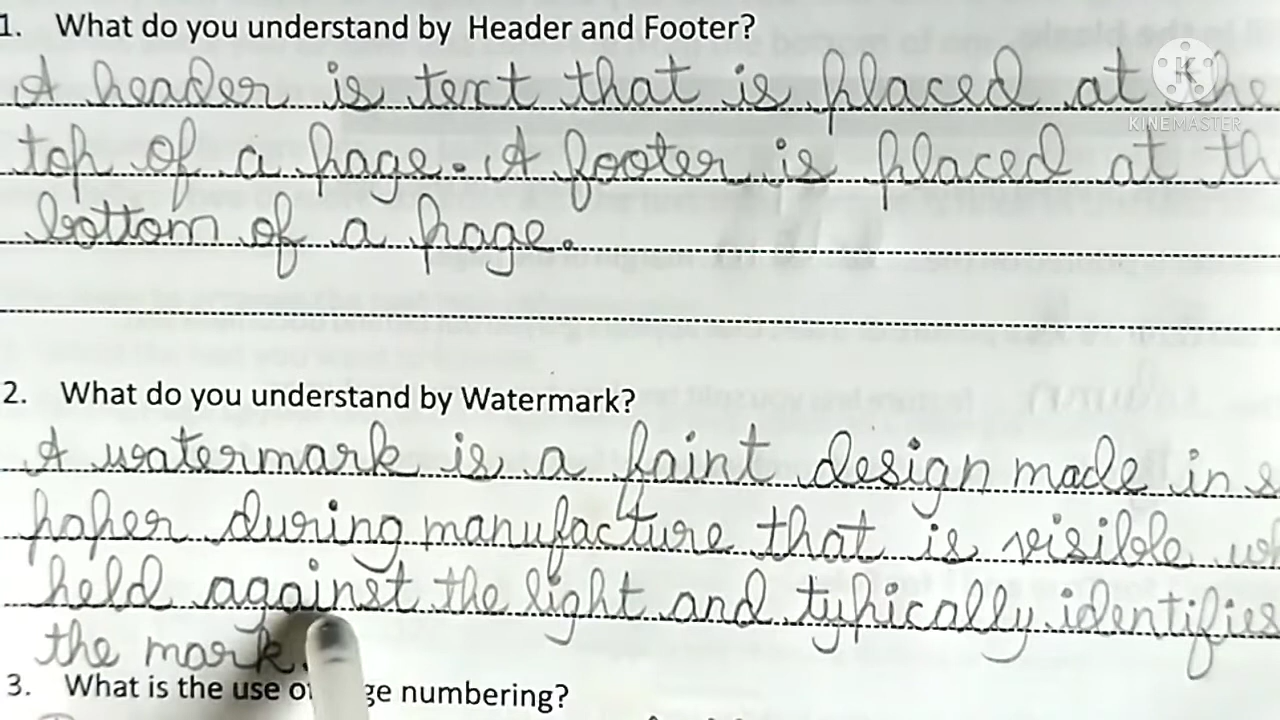 1. What do you understand by Header and Footer?
A header is text that is placed at the
top of a page. A footer is placed at th
bottom of a page.
2. What do you understand by Watermark?
A watermark is a faint design made in s
paper during manufacture that is visible wh
held against the light and typically identifies
the mark.
3. What is the use of ge numbering?
K
KINEMASTER